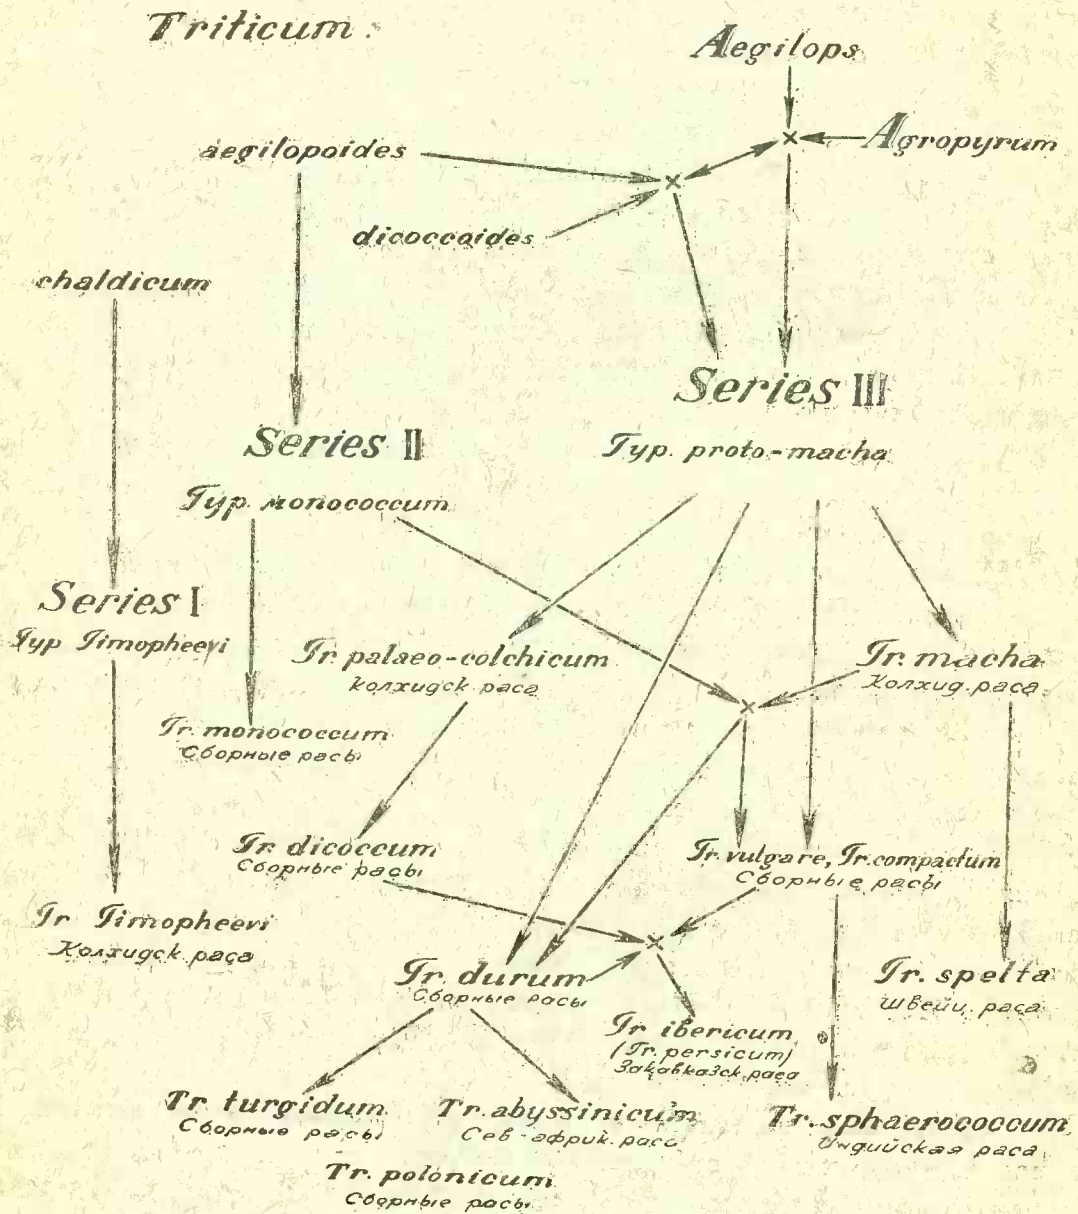 Triticum:
Aegilops
Agropyrum
aegilopoides
dicoccoides
chaldicum
Series III
Typ. proto-macha
Series II
Typ. monococcum
Series I
Typ Timopheevi
Tr. palaeo-colchicum
колхидск. раса
Tr. macha
Колхид. раса
Tr. monococcum
Сборные расы
Tr. dicoccum
Сборные расы
Tr. vulgare, Tr. compactum
Сборные расы
Tr Timopheevi
Колхидск. раса
Tr. durum
Сборные расы
Tr. spelta
Швейц. раса
Tr ibericum
(Tr. persicum)
Закавказск. раса
Tr. turgidum
Сборные расы
Tr. abyssinicum
Сев-африк. раса
Tr. sphaerococcum
Индийская раса
Tr. polonicum
Сборные расы